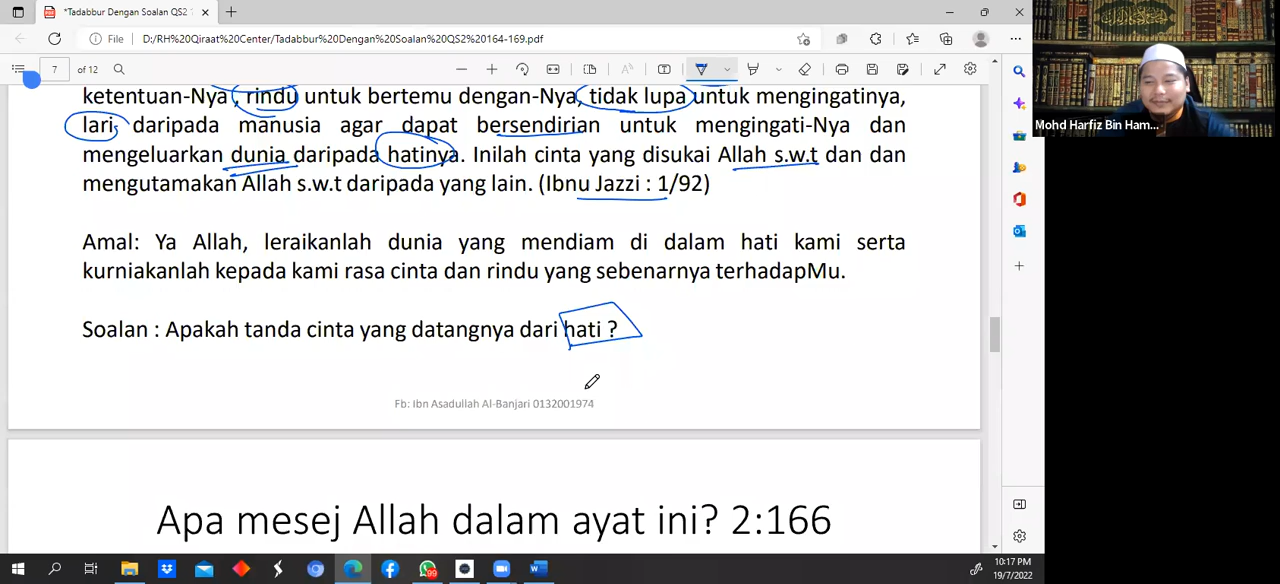 *Tadabbur Dengan Soalan QS2
File
D:/RH%20Qiraat%20Center/Tadabbur%20Dengan%20Soalan%20QS2%20164-169.pdf
7 of 12
ketentuan-Nya , rindu untuk bertemu dengan-Nya, tidak lupa untuk mengingatinya,
lari, daripada manusia agar dapat bersendirian untuk mengingati-Nya dan
mengeluarkan dunia daripada hatinya. Inilah cinta yang disukai Allah s.w.t dan dan
mengutamakan Allah s.w.t daripada yang lain. (Ibnu Jazzi : 1/92)
Amal: Ya Allah, leraikanlah dunia yang mendiam di dalam hati kami serta
kurniakanlah kepada kami rasa cinta dan rindu yang sebenarnya terhadapMu.
Soalan : Apakah tanda cinta yang datangnya dari hati ?
Fb: Ibn Asadullah Al-Banjari 0132001974
Apa mesej Allah dalam ayat ini? 2:166
Mohd Harfiz Bin Ham...
99
10:17 PM
19/7/2022